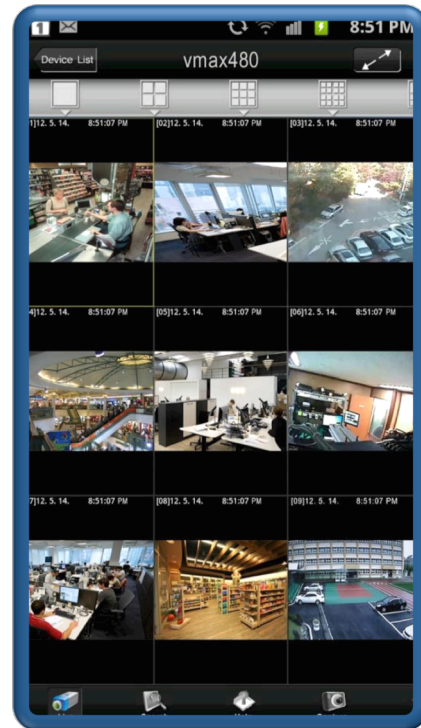 1 8:51 PM
Device List vmax480
1]12. 5. 14. 8:51:07 PM [02]12. 5. 14. 8:51:07 PM [03]12. 5. 14. 8:51:07 PM
4]12. 5. 14. 8:51:07 PM [05]12. 5. 14. 8:51:07 PM [06]12. 5. 14. 8:51:07 PM
7]12. 5. 14. 8:51:07 PM [08]12. 5. 14. 8:51:07 PM [09]12. 5. 14. 8:51:07 PM